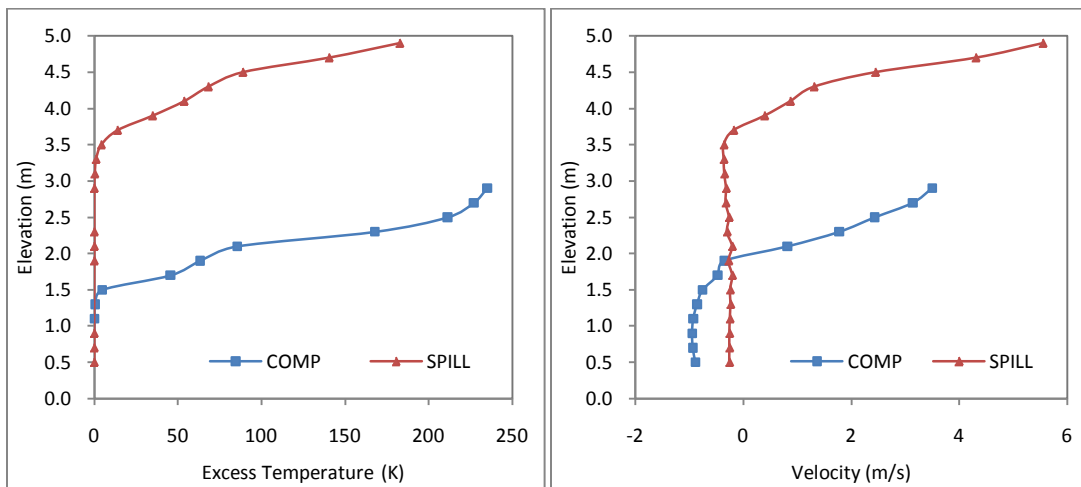 5.0
4.5
4.0
3.5
3.0
2.5
2.0
1.5
1.0
0.5
0.0
Elevation (m)
COMP SPILL
0 50 100 150 200 250
Excess Temperature (K)
5.0
4.5
4.0
3.5
3.0
2.5
2.0
1.5
1.0
0.5
0.0
Elevation (m)
COMP SPILL
-2 0 2 4 6
Velocity (m/s)